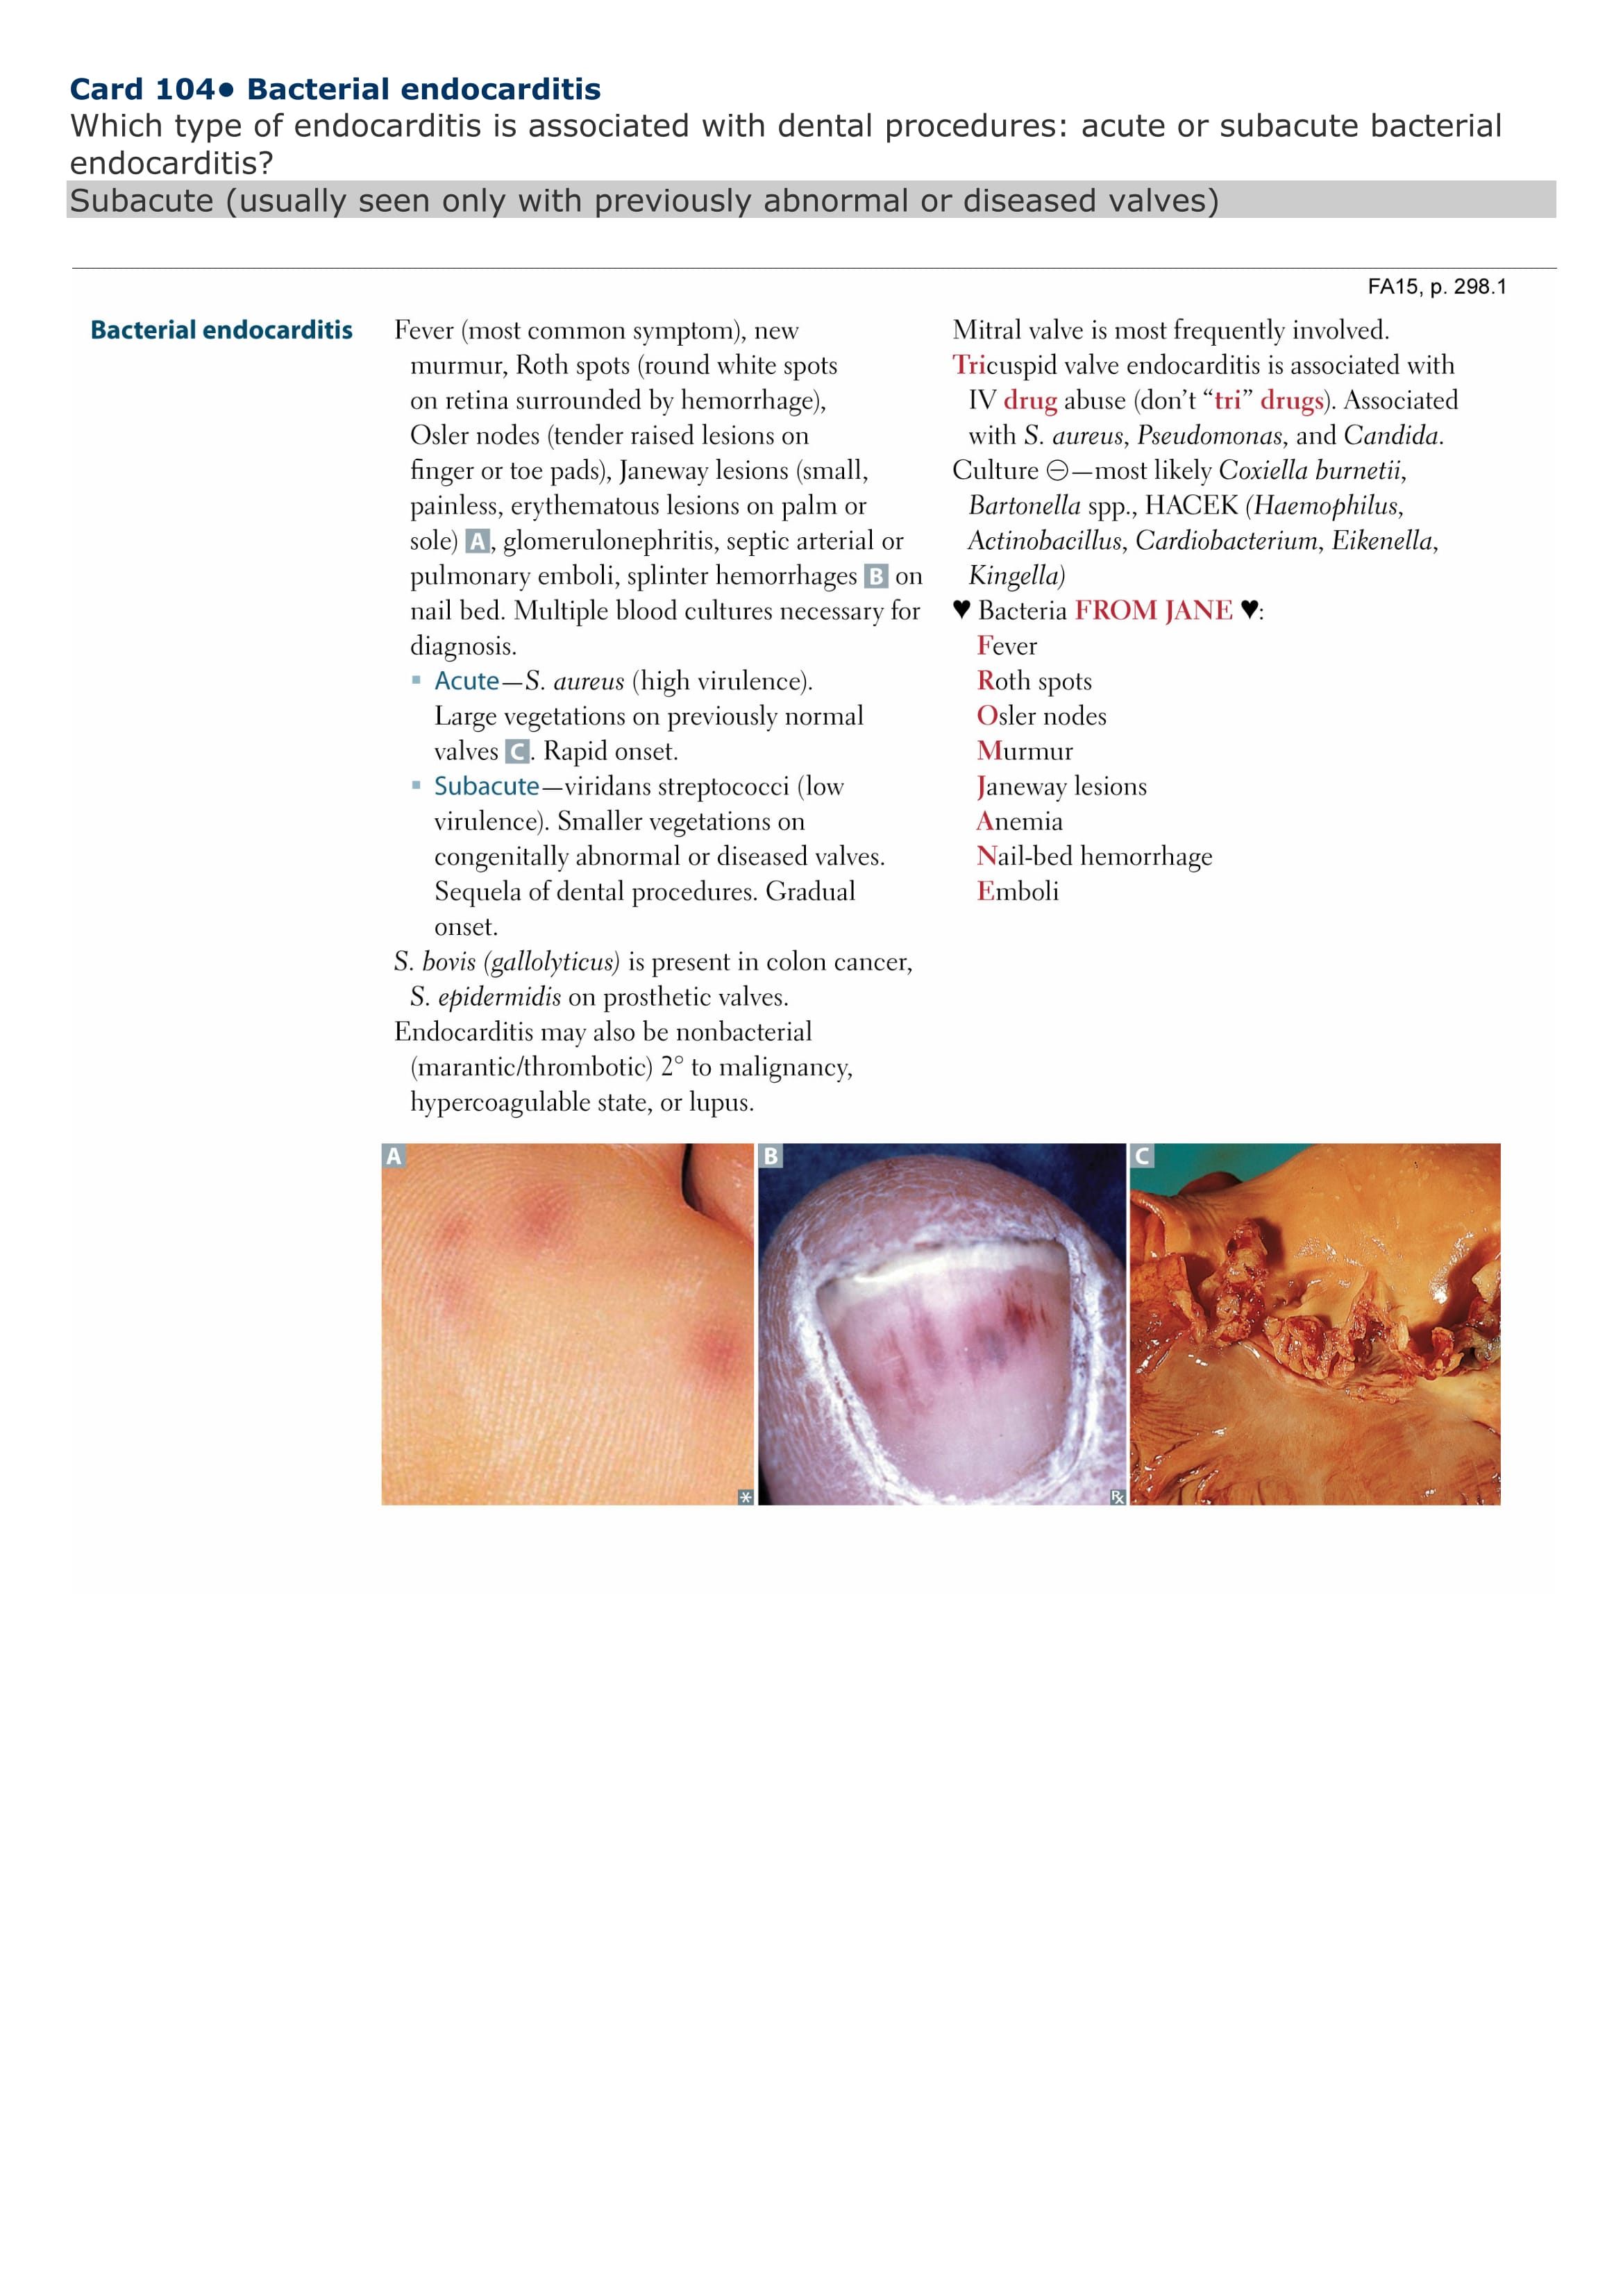 Card 104• Bacterial endocarditis
Which type of endocarditis is associated with dental procedures: acute or subacute bacterial
endocarditis?
Subacute (usually seen only with previously abnormal or diseased valves)
FA15, p. 298.1
Bacterial endocarditis
Fever (most common symptom), new
murmur, Roth spots (round white spots
on retina surrounded by hemorrhage),
Osler nodes (tender raised lesions on
finger or toe pads), Janeway lesions (small,
painless, erythematous lesions on palm or
sole) A, glomerulonephritis, septic arterial or
pulmonary emboli, splinter hemorrhages B on
nail bed. Multiple blood cultures necessary for
diagnosis.
▪ Acute—S. aureus (high virulence).
Large vegetations on previously normal
valves C. Rapid onset.
▪ Subacute—viridans streptococci (low
virulence). Smaller vegetations on
congenitally abnormal or diseased valves.
Sequela of dental procedures. Gradual
onset.
S. bovis (gallolyticus) is present in colon cancer,
S. epidermidis on prosthetic valves.
Endocarditis may also be nonbacterial
(marantic/thrombotic) 2° to malignancy,
hypercoagulable state, or lupus.
Mitral valve is most frequently involved.
Tricuspid valve endocarditis is associated with
IV drug abuse (don't “tri” drugs). Associated
with S. aureus, Pseudomonas, and Candida.
Culture ⊖—most likely Coxiella burnetii,
Bartonella spp., HACEK (Haemophilus,
Actinobacillus, Cardiobacterium, Eikenella,
Kingella)
♥ Bacteria FROM JANE ♥:
Fever
Roth spots
Osler nodes
Murmur
Janeway lesions
Anemia
Nail-bed hemorrhage
Emboli
A
B
C
*
℞